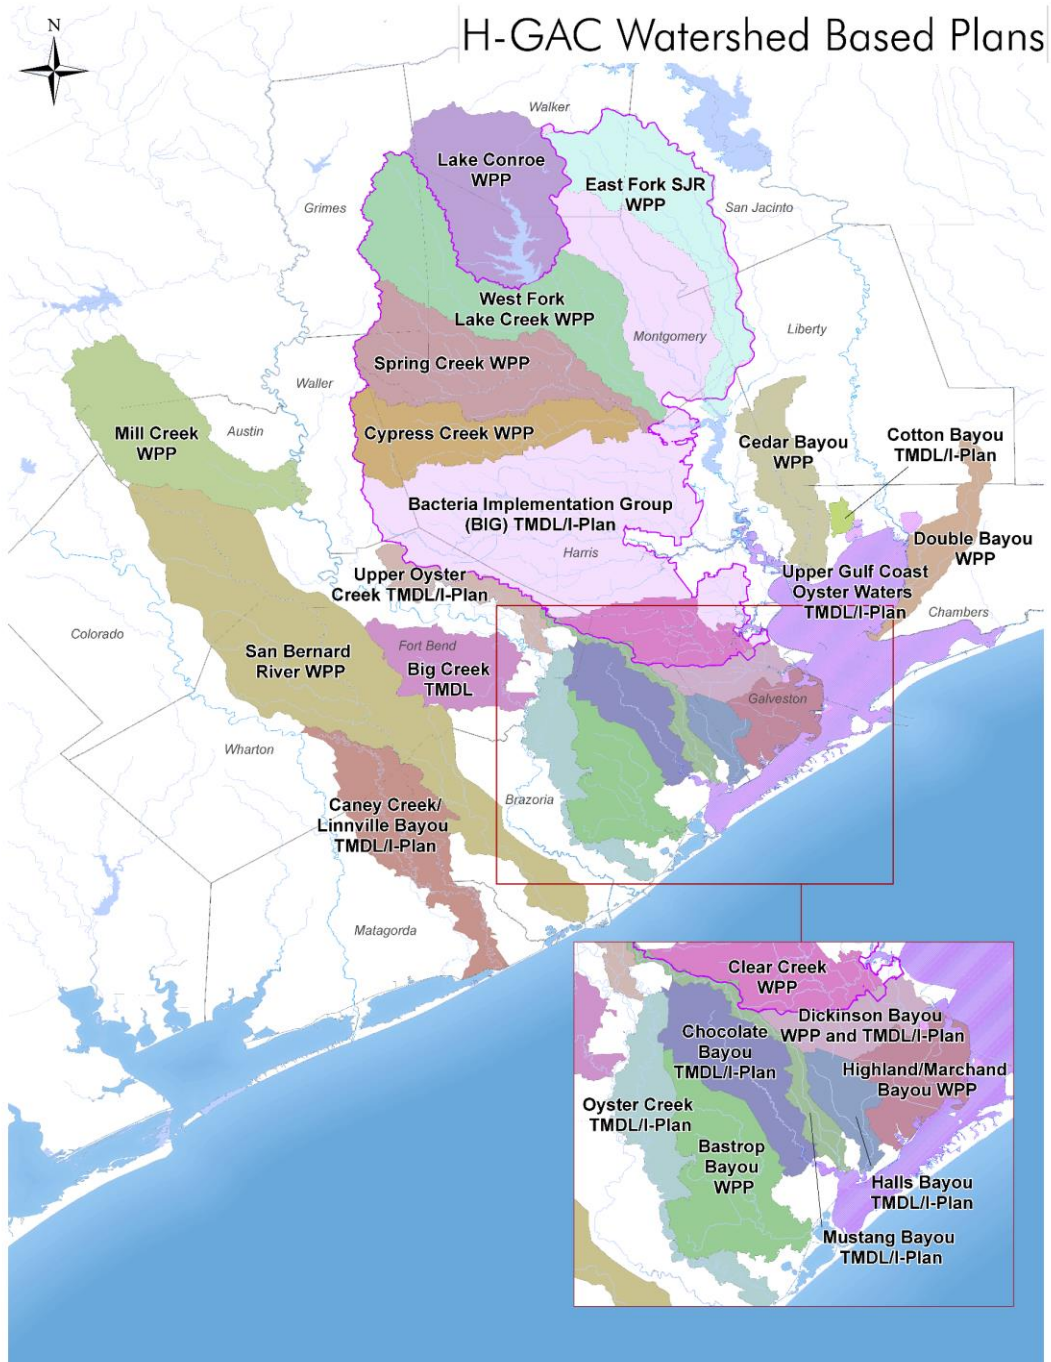 N
H-GAC Watershed Based Plans
Walker
Lake Conroe
WPP
East Fork SJR
WPP
Grimes
San Jacinto
West Fork
Lake Creek WPP
Montgomery
Liberty
Spring Creek WPP
Waller
Mill Creek
WPP
Austin
Cypress Creek WPP
Cedar Bayou
WPP
Cotton Bayou
TMDL/I-Plan
Bacteria Implementation Group
(BIG) TMDL/I-Plan
Harris
Double Bayou
WPP
Upper Oyster
Creek TMDL/I-Plan
Upper Gulf Coast
Oyster Waters
TMDL/I-Plan
Chambers
Colorado
San Bernard
River WPP
Fort Bend
Big Creek
TMDL
Galveston
Wharton
Brazoria
Caney Creek/
Linnville Bayou
TMDL/I-Plan
Matagorda
Clear Creek
WPP
Dickinson Bayou
WPP and TMDL/I-Plan
Chocolate
Bayou
TMDL/I-Plan
Highland/Marchand
Bayou WPP
Oyster Creek
TMDL/I-Plan
Bastrop
Bayou
WPP
Halls Bayou
TMDL/I-Plan
Mustang Bayou
TMDL/I-Plan